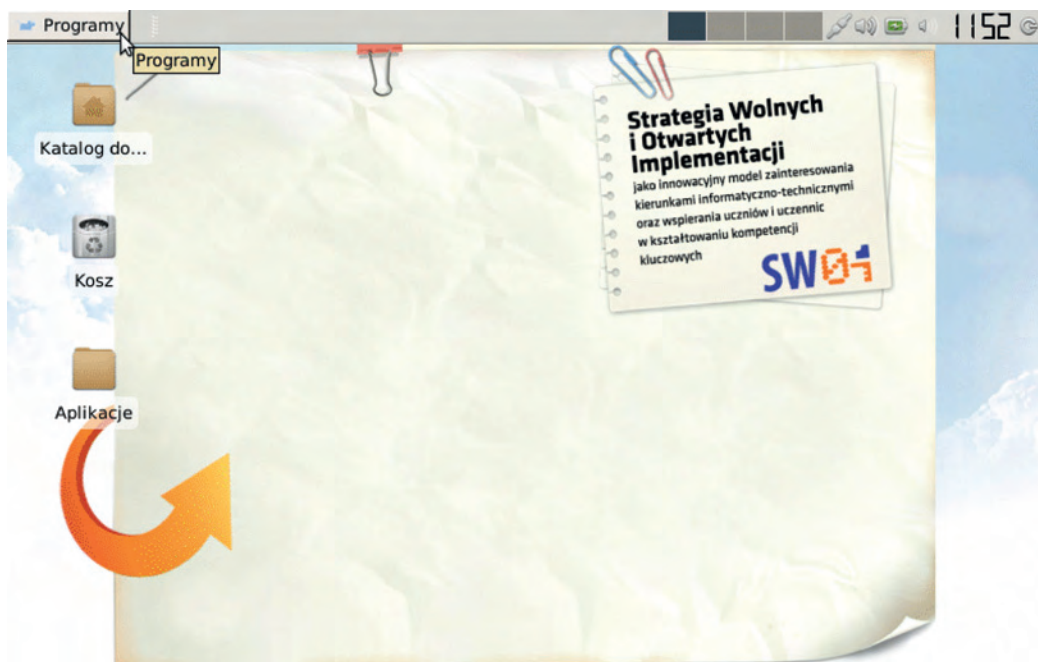 Programy
1152
Programy
Katalog do...
Kosz
Aplikacje
Strategia Wolnych
i Otwartych
Implementacji
jako innowacyjny model zainteresowania
kierunkami informatyczno-technicznymi
oraz wspierania uczniów i uczennic
w kształtowaniu kompetencji
kluczowych
SW01